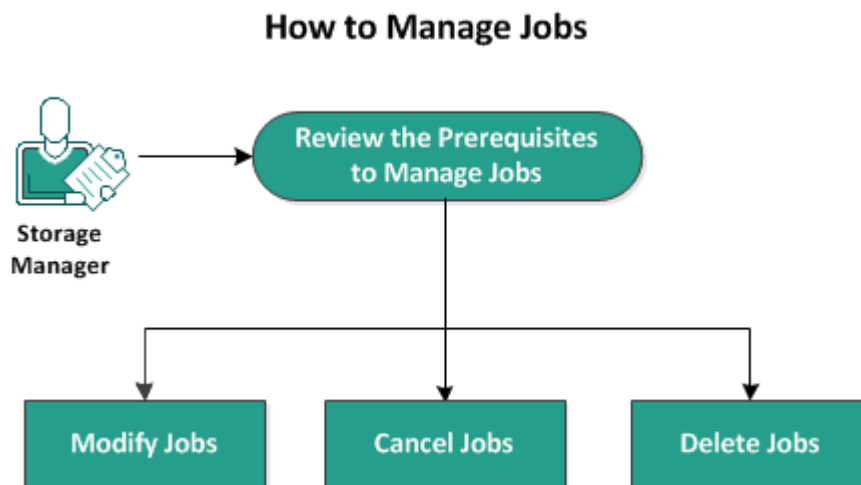 How to Manage Jobs
Review the Prerequisites
to Manage Jobs
Storage
Manager
Modify Jobs
Cancel Jobs
Delete Jobs